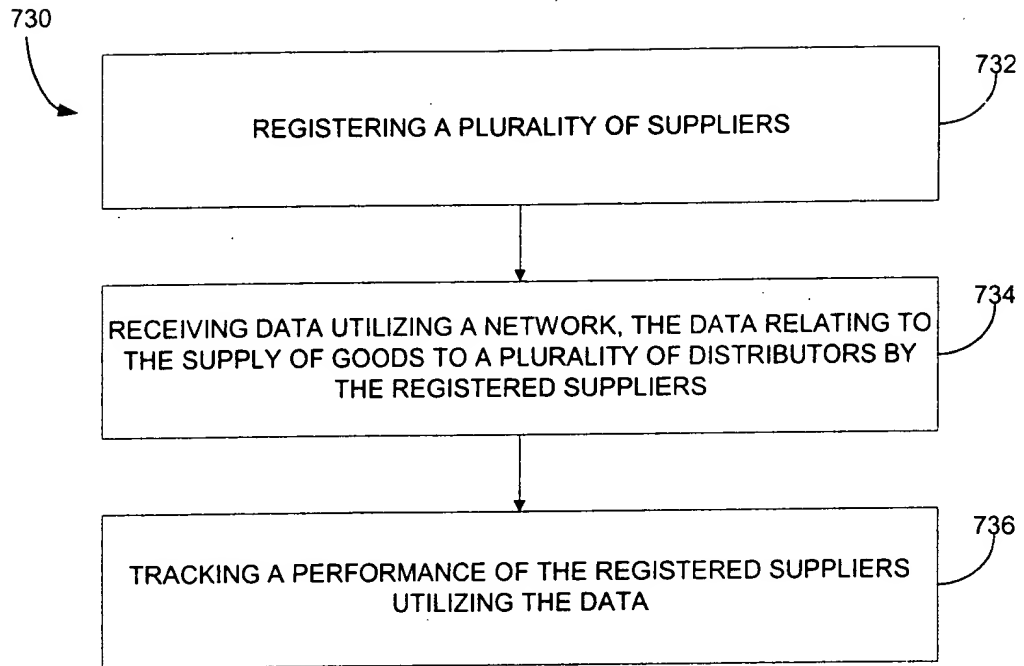 730
732
REGISTERING A PLURALITY OF SUPPLIERS
734
RECEIVING DATA UTILIZING A NETWORK, THE DATA RELATING TO
THE SUPPLY OF GOODS TO A PLURALITY OF DISTRIBUTORS BY
THE REGISTERED SUPPLIERS
736
TRACKING A PERFORMANCE OF THE REGISTERED SUPPLIERS
UTILIZING THE DATA